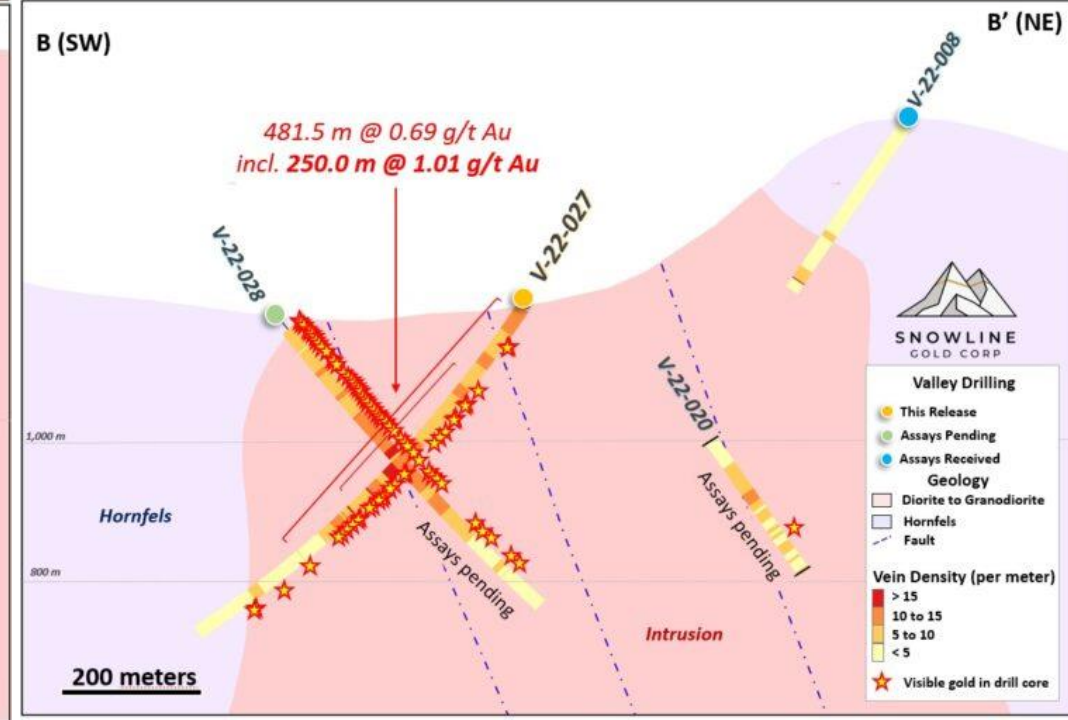 B (SW)
B' (NE)
V-22-008
481.5 m @ 0.69 g/t Au
incl. 250.0 m @ 1.01 g/t Au
V-22-027
V-22-028
SNOWLINE
GOLD CORP
V-22-020
1,000 m
Hornfels
Assays pending
Assays pending
800 m
Intrusion
200 meters
Valley Drilling
This Release
Assays Pending
Assays Received
Geology
Diorite to Granodiorite
Hornfels
Fault
Vein Density (per meter)
> 15
10 to 15
5 to 10
< 5
Visible gold in drill core